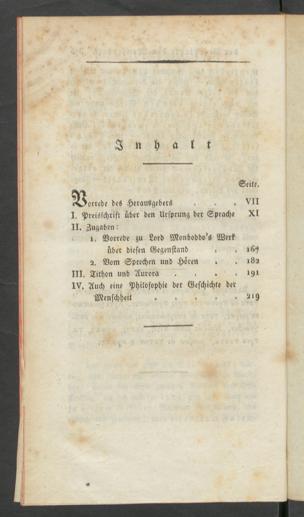 Inhalt
Seite.
Vorrede des Herausgebers . . . VII
I. Preisschrift über den Ursprung der Sprache XI
II. Zugaben:
1. Vorrede zu Lord Monboddo's Werk
über diesen Gegenstand . . 167
2. Vom Sprechen und Hören . . . 182
III. Tithon und Aurora . . . . 191
IV. Auch eine Philosophie der Geschichte der
Menschheit . . . . . 219